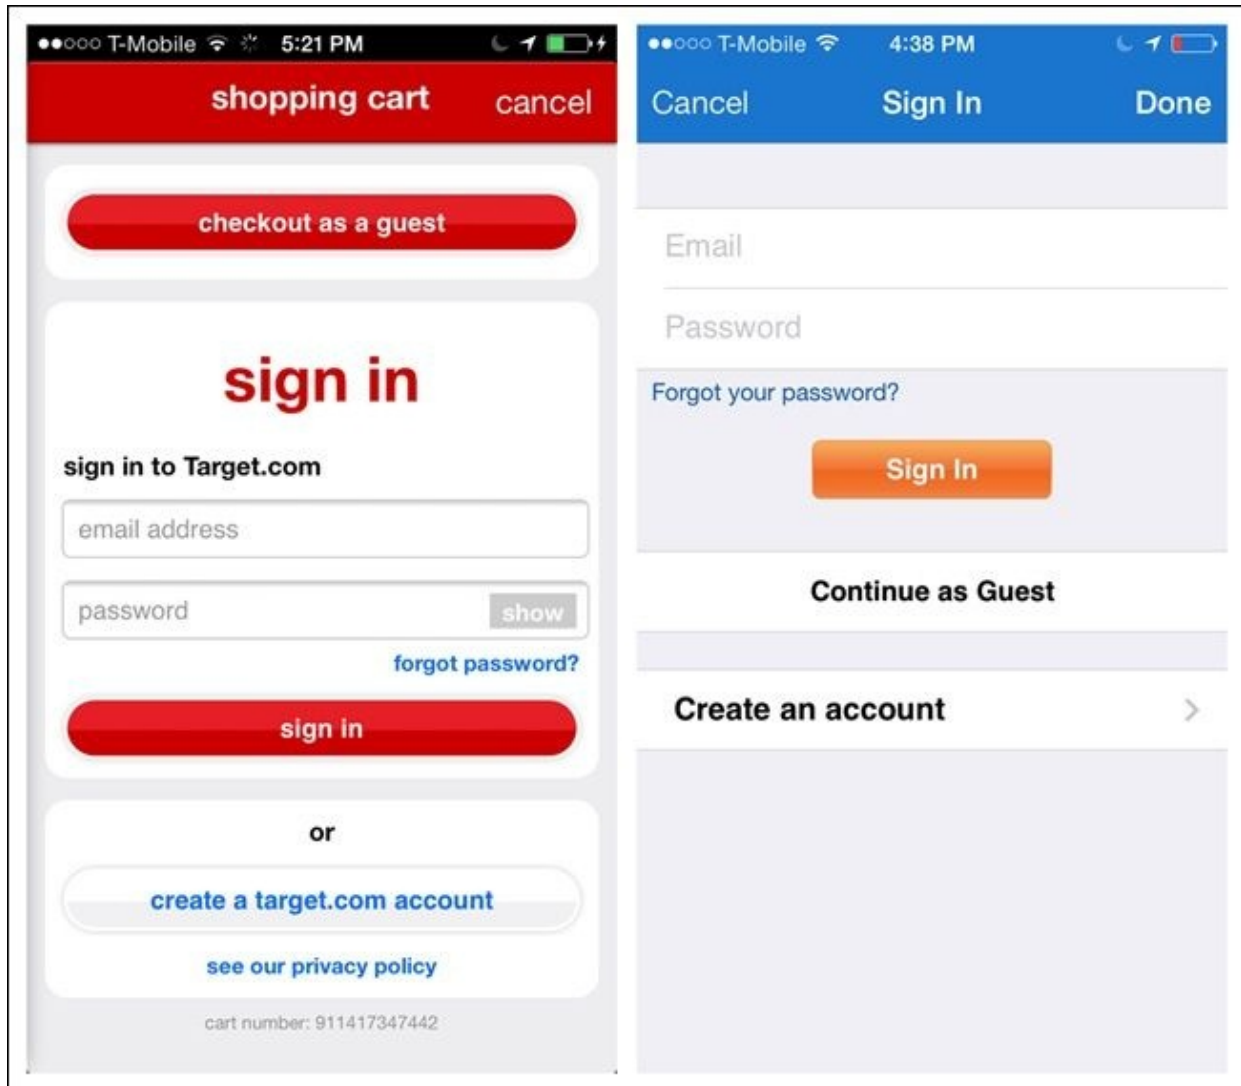 T-Mobile 5:21 PM
shopping cart cancel
checkout as a guest
sign in
sign in to Target.com
email address
password show
forgot password?
sign in
or
create a target.com account
see our privacy policy
cart number: 911417347442
T-Mobile 4:38 PM
Cancel Sign In Done
Email
Password
Forgot your password?
Sign In
Continue as Guest
Create an account